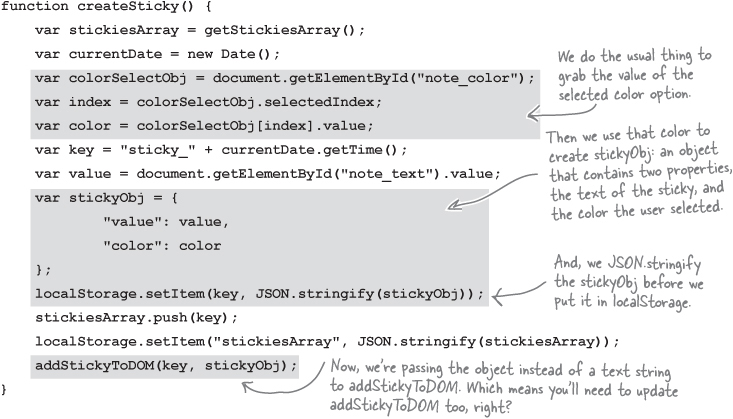 function createSticky() {
var stickiesArray = getStickiesArray();
var currentDate = new Date();
var colorSelectObj = document.getElementById("note_color");
var index = colorSelectObj.selectedIndex;
var color = colorSelectObj[index].value;
We do the usual thing to
grab the value of the
selected color option.
var key = "sticky_" + currentDate.getTime();
var value = document.getElementById("note_text").value;
var stickyObj = {
"value": value,
"color": color
};
Then we use that color to
create stickyObj: an object
that contains two properties,
the text of the sticky, and
the color the user selected.
localStorage.setItem(key, JSON.stringify(stickyObj));
And, we JSON.stringify
the stickyObj before we
put it in localStorage.
stickiesArray.push(key);
localStorage.setItem("stickiesArray", JSON.stringify(stickiesArray));
addStickyToDOM(key, stickyObj);
Now, we're passing the object instead of a text string
to addStickyToDOM. Which means you'll need to update
addStickyToDOM too, right?
}